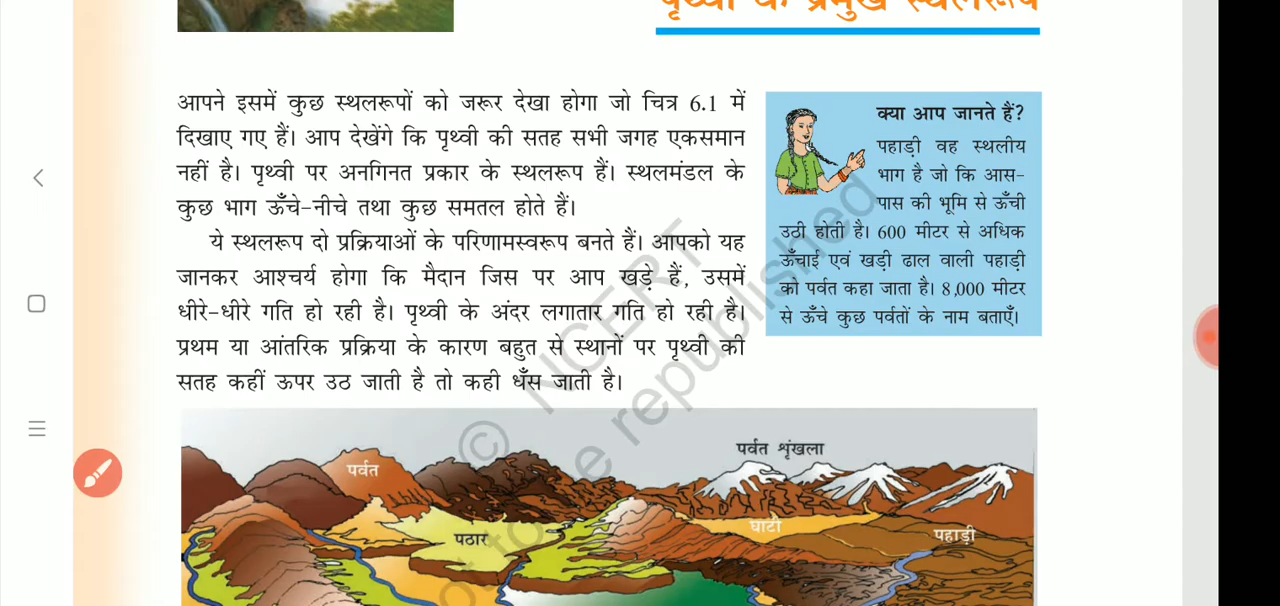 पृथ्वी के प्रमुख स्थलरूप
आपने इसमें कुछ स्थलरूपों को जरूर देखा होगा जो चित्र 6.1 में
दिखाए गए हैं। आप देखेंगे कि पृथ्वी की सतह सभी जगह एकसमान
नहीं है। पृथ्वी पर अनगिनत प्रकार के स्थलरूप हैं। स्थलमंडल के
कुछ भाग ऊँचे-नीचे तथा कुछ समतल होते हैं।
ये स्थलरूप दो प्रक्रियाओं के परिणामस्वरूप बनते हैं। आपको यह
जानकर आश्चर्य होगा कि मैदान जिस पर आप खड़े हैं, उसमें
धीरे-धीरे गति हो रही है। पृथ्वी के अंदर लगातार गति हो रही है।
प्रथम या आंतरिक प्रक्रिया के कारण बहुत से स्थानों पर पृथ्वी की
सतह कहीं ऊपर उठ जाती है तो कही धँस जाती है।
क्या आप जानते हैं?
पहाड़ी वह स्थलीय
भाग है जो कि आस-
पास की भूमि से ऊँची
उठी होती है। 600 मीटर से अधिक
ऊँचाई एवं खड़ी ढाल वाली पहाड़ी
को पर्वत कहा जाता है। 8,000 मीटर
से ऊँचे कुछ पर्वतों के नाम बताएँ।
पर्वत
पर्वत शृंखला
पठार
घाटी
पहाड़ी
© NCERT
not to be republished